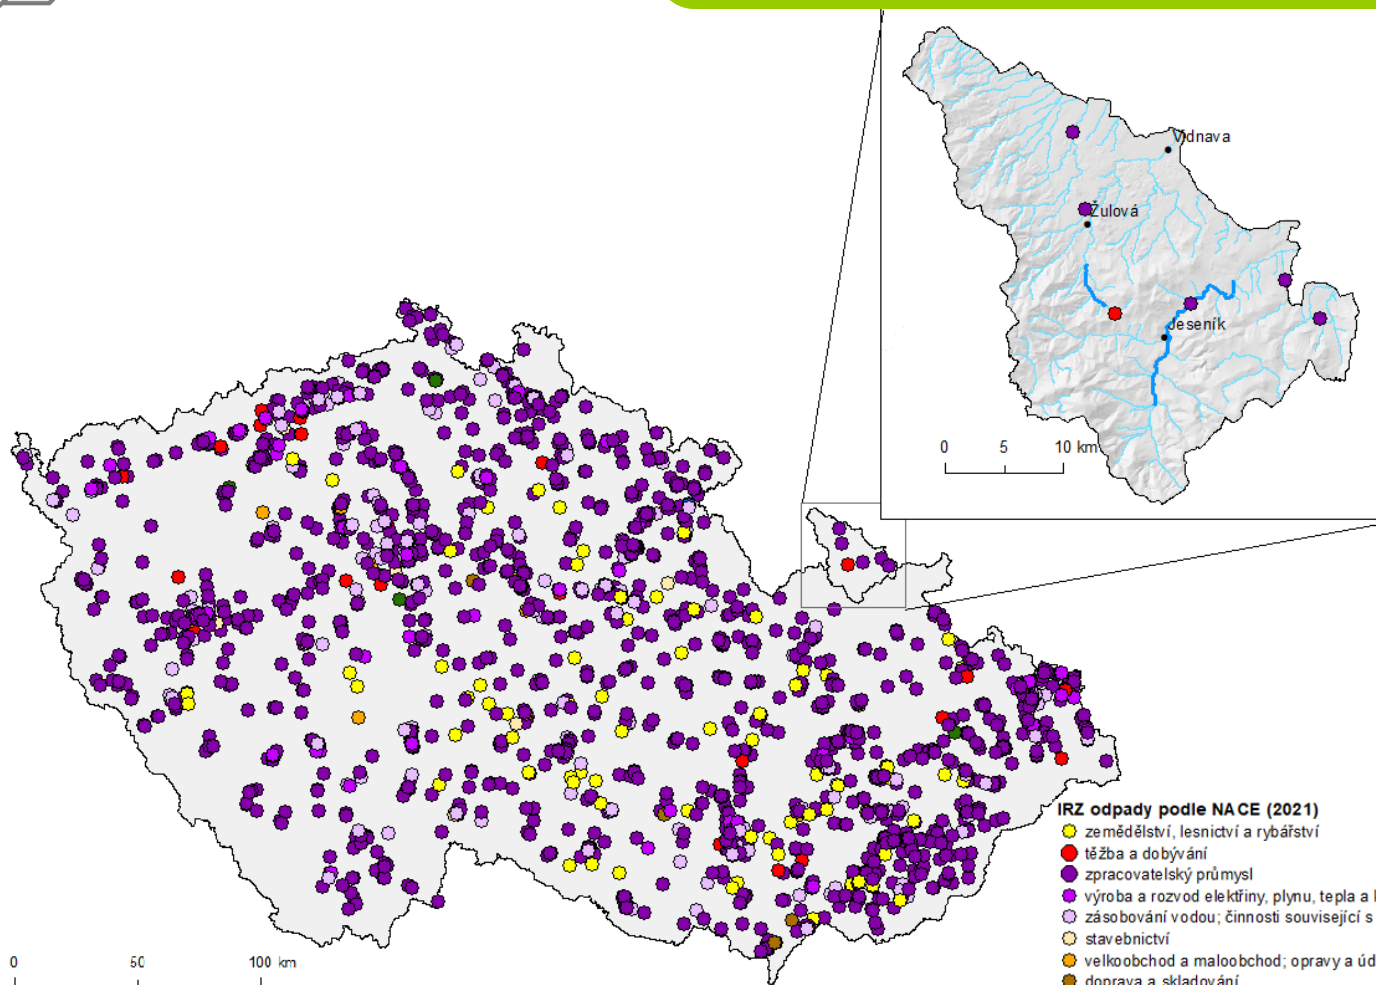 Vidnava
Žulová
Jeseník
0 5 10 km
IRZ odpady podle NACE (2021)
zemědělství, lesnictví a rybářství
těžba a dobývání
zpracovatelský průmysl
výroba a rozvod elektřiny, plynu, tepla a
zásobování vodou; činnosti související s
stavebnictví
velkoobchod a maloobchod; opravy a úd
doprava a skladování
0 50 100 km